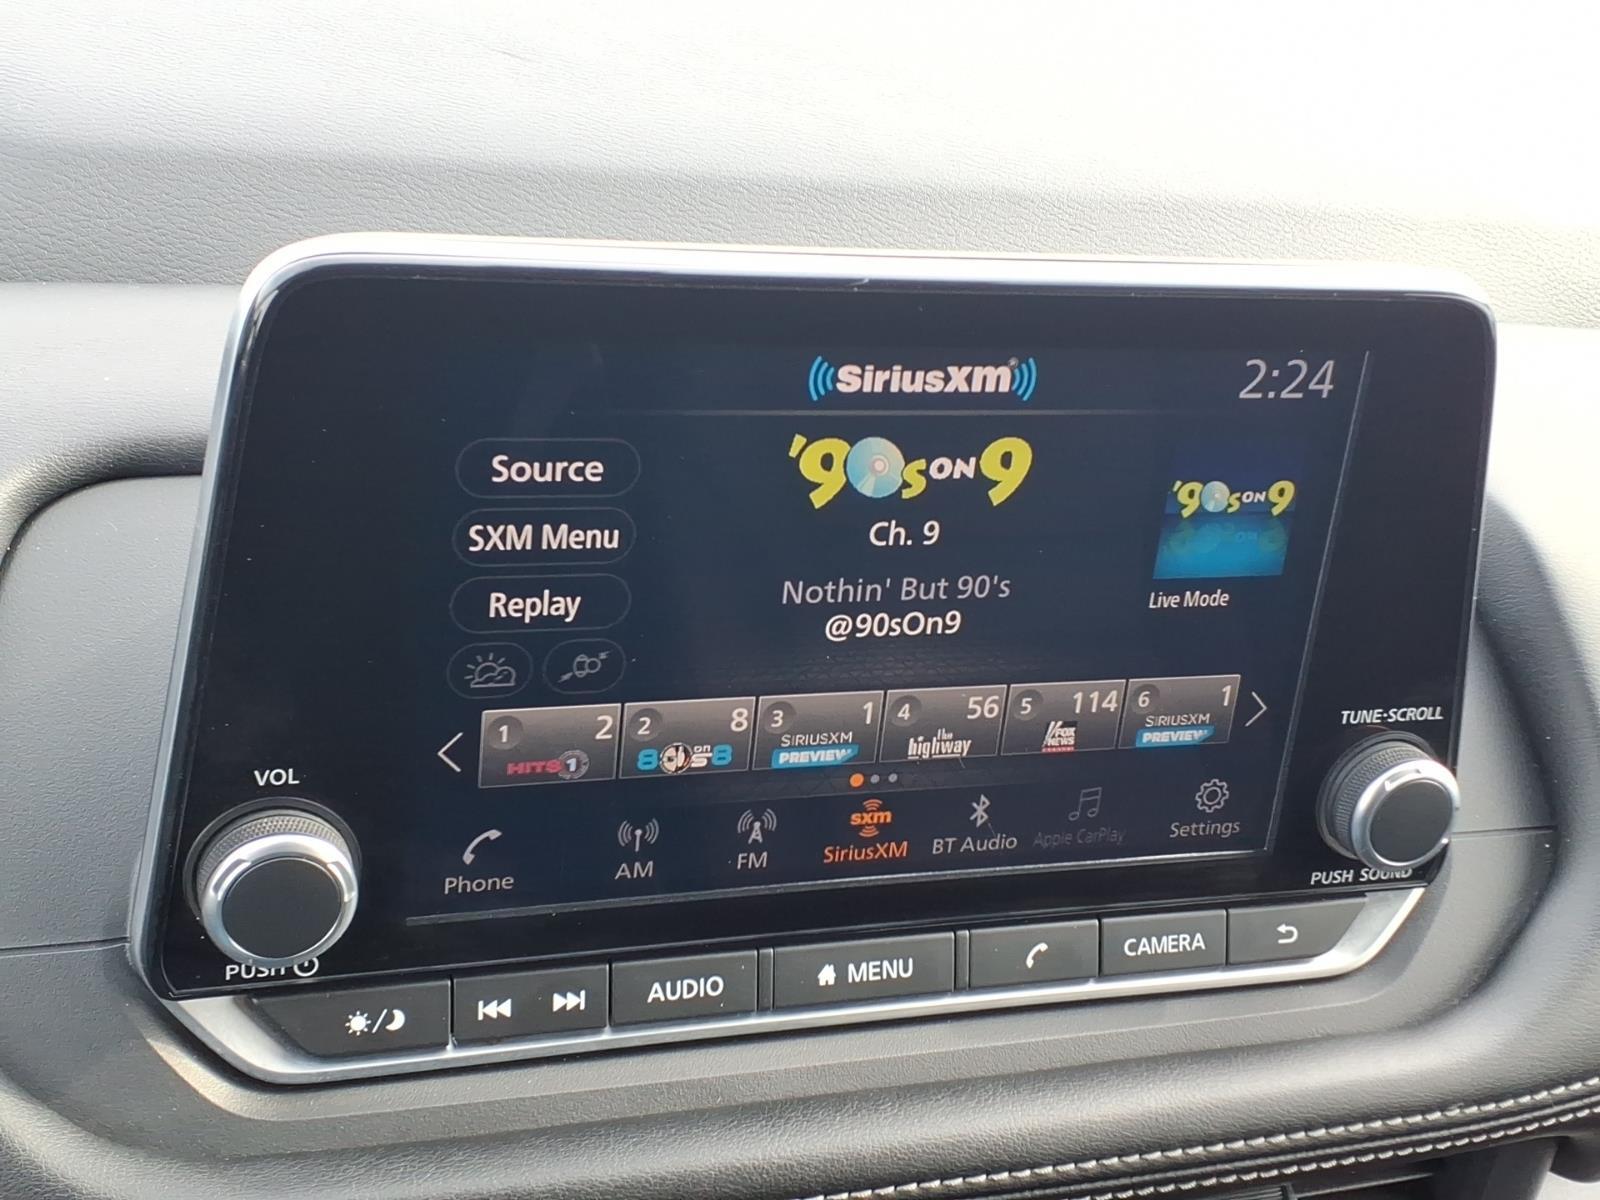 SiriusXM
2:24
Source
SXM Menu
Replay
'90s ON 9
Ch. 9
Nothin' But 90's
@90sOn9
'90s ON 9
Live Mode
1 2 HITS 1
2 8 80s on 8
3 1 SIRIUSXM PREVIEW
4 56 the highway
5 114 FOX NEWS CHANNEL
6 1 SIRIUSXM PREVIEW
Phone
AM
FM
sxm
SiriusXM
BT Audio
Apple CarPlay
Settings
VOL
PUSH
TUNE·SCROLL
PUSH SOUND
AUDIO
MENU
CAMERA